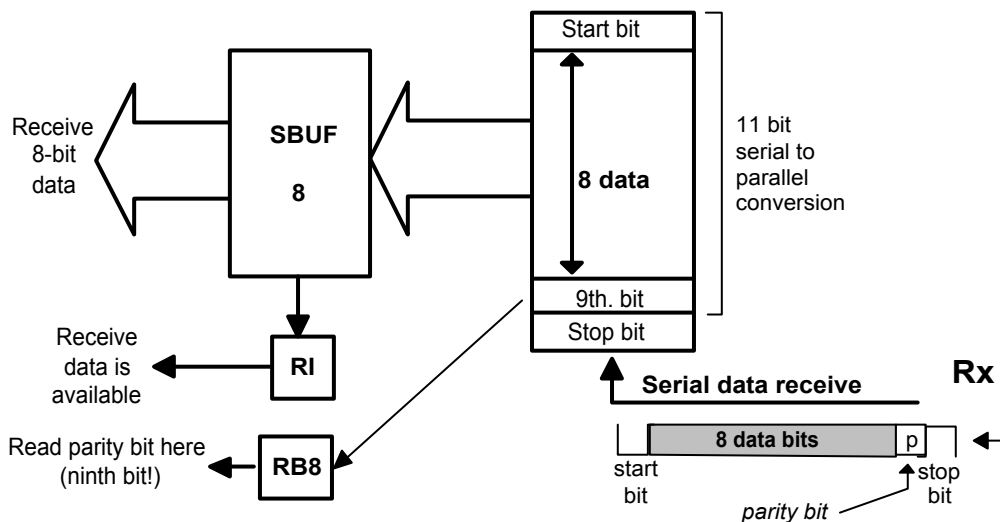 Start bit
Receive
8-bit
data
SBUF
8
8 data
11 bit
serial to
parallel
conversion
9th. bit
Stop bit
Receive
data is
available
RI
Serial data receive
Rx
Read parity bit here
(ninth bit!)
RB8
8 data bits
p
start
bit
stop
bit
parity bit